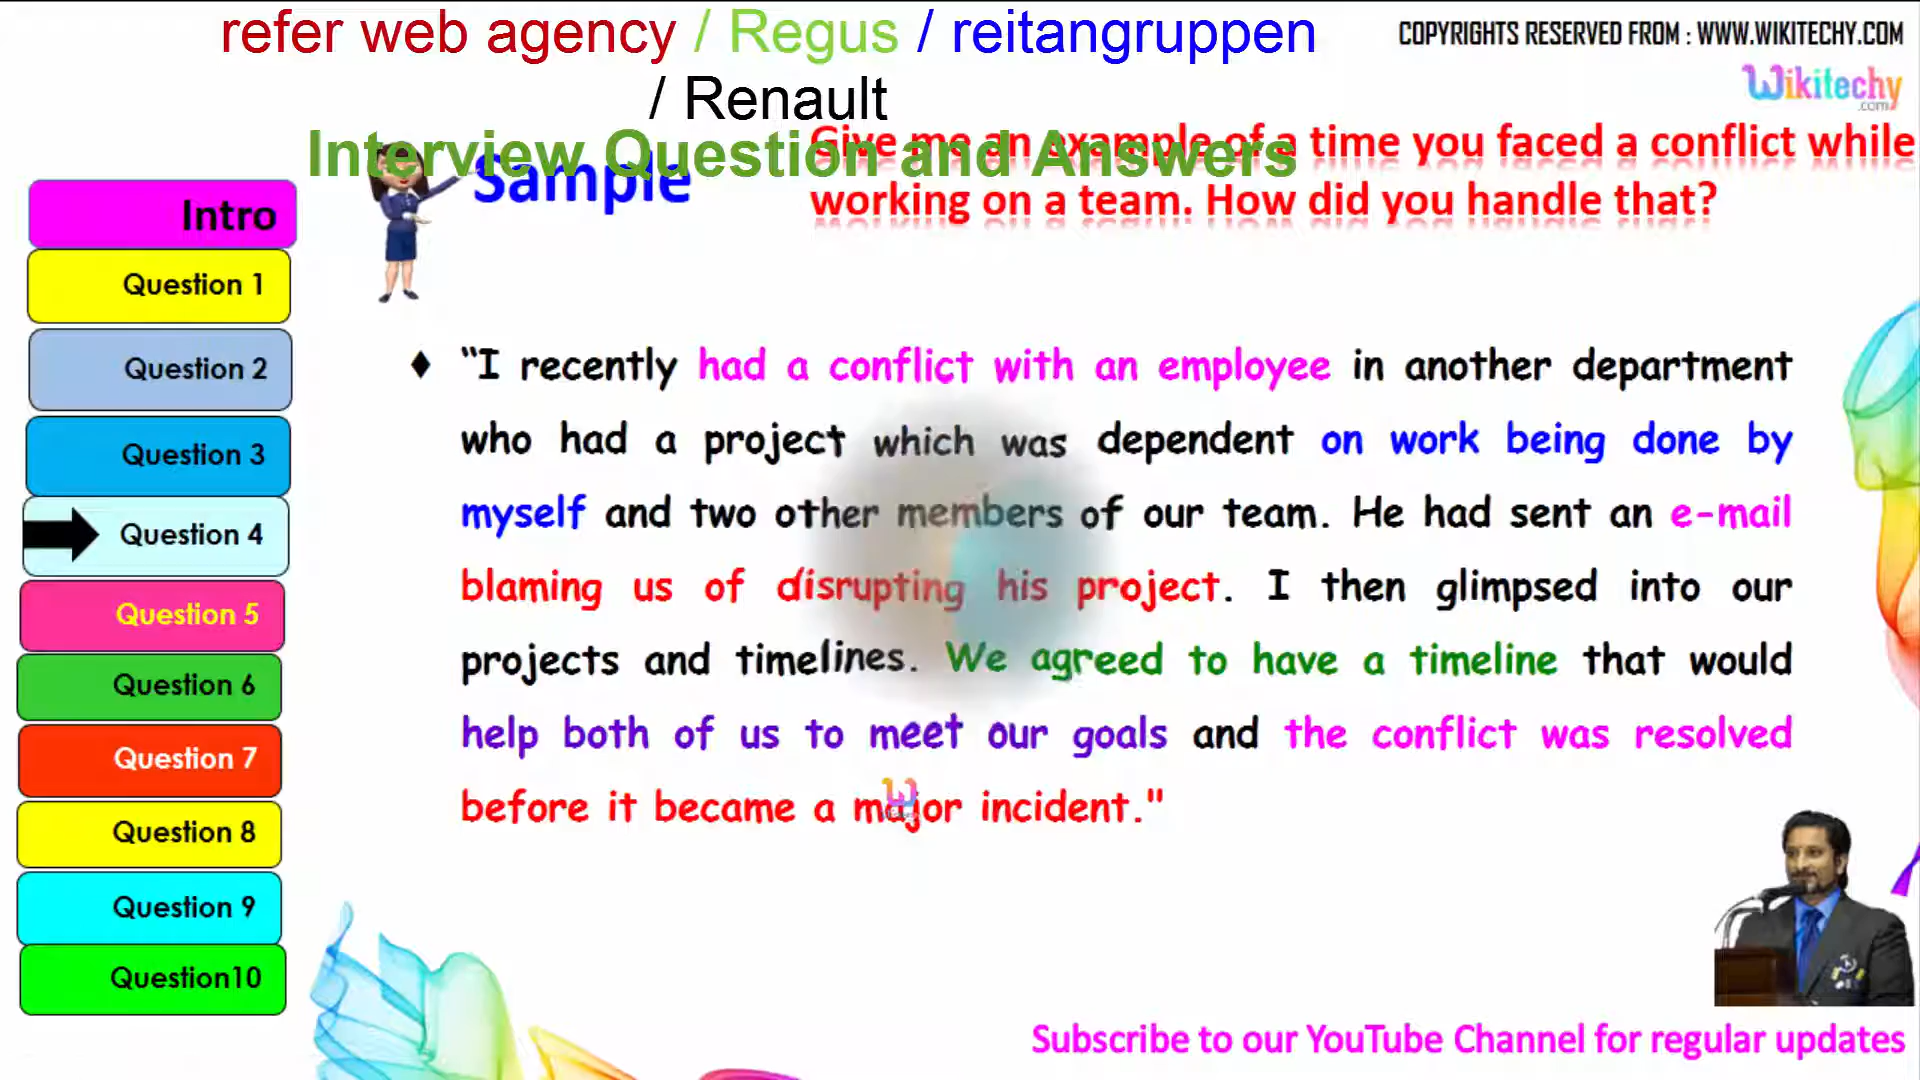 refer web agency / Regus / reitangruppen
/ Renault
Interview Question and Answers
COPYRIGHTS RESERVED FROM : WWW.WIKITECHY.COM
Wikitechy
.com
Sample
Give me an example of a time you faced a conflict while
working on a team. How did you handle that?
Intro
Question 1
Question 2
Question 3
Question 4
Question 5
Question 6
Question 7
Question 8
Question 9
Question10
♦ “I recently had a conflict with an employee in another department
who had a project which was dependent on work being done by
myself and two other members of our team. He had sent an e-mail
blaming us of disrupting his project. I then glimpsed into our
projects and timelines. We agreed to have a timeline that would
help both of us to meet our goals and the conflict was resolved
before it became a major incident."
Subscribe to our YouTube Channel for regular updates